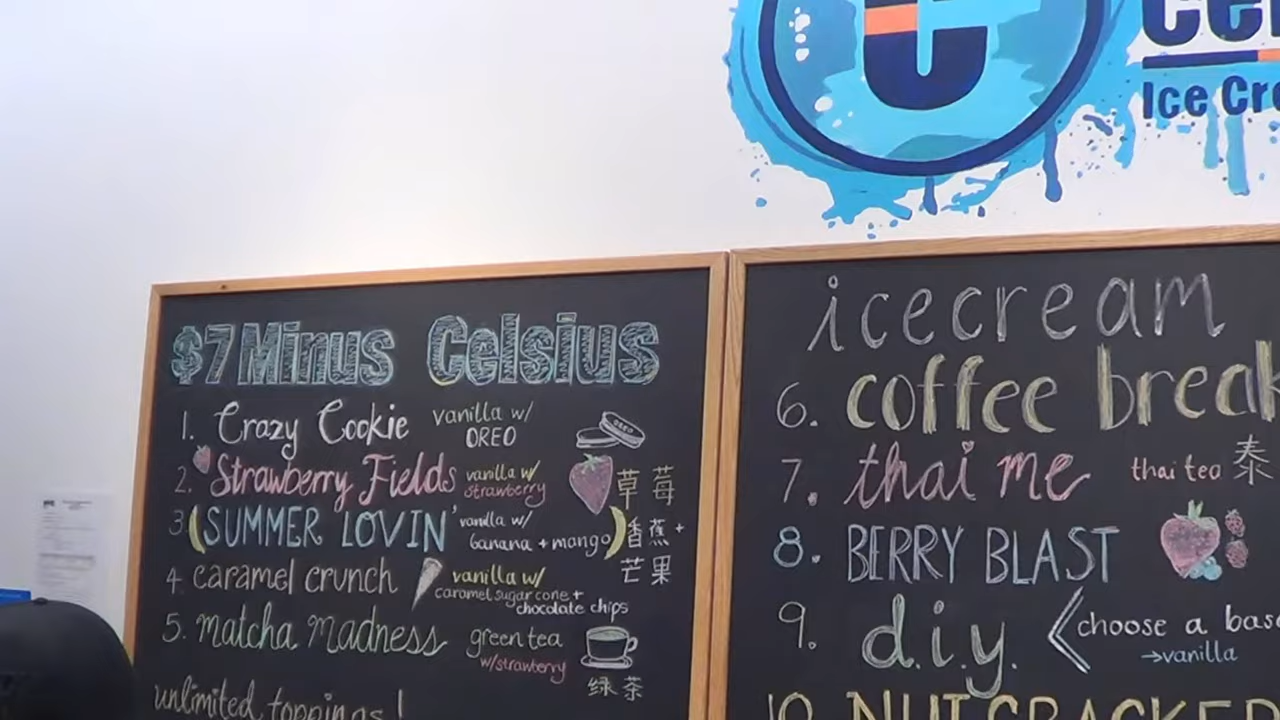 Ice Cre
$7 Minus Celsius
1. Crazy Cookie vanilla w/ OREO
2. Strawberry Fields vanilla w/ strawberry 草莓
3 SUMMER LOVIN' vanilla w/ banana + mango 香蕉+ 芒果
4 caramel crunch vanilla w/ caramel sugar cone + chocolate chips
5. matcha madness green tea w/strawberry 绿茶
unlimited toppings!
icecream
6. coffee break
7. thai me thai tea 泰
8. BERRY BLAST
9. d.i.y. choose a base
→vanilla
10 NUTCRACKER